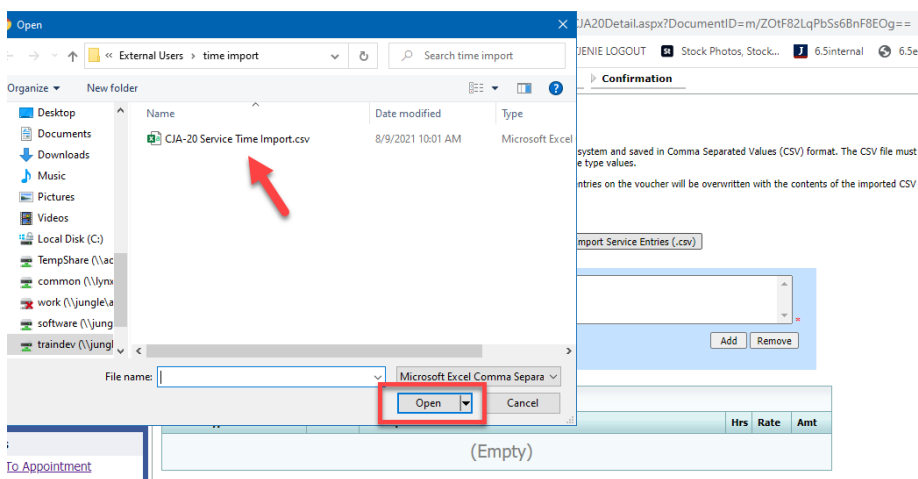 Open
JA20Detail.aspx?DocumentID=m/ZOtF82LqPbSs6BnF8EOg==
« External Users › time import
Search time import
JENIE LOGOUT St Stock Photos, Stock... J 6.5internal 6.5e
Organize New folder
Confirmation
Desktop
Documents
Downloads
Music
Pictures
Videos
Local Disk (C:)
TempShare (\\ac
common (\\lynx
work (\\jungle\a
software (\\jung
traindev (\\jungl
Name Date modified Type
CJA-20 Service Time Import.csv 8/9/2021 10:01 AM Microsoft Excel
system and saved in Comma Separated Values (CSV) format. The CSV file must
e type values.
ntries on the voucher will be overwritten with the contents of the imported CSV
mport Service Entries (.csv)
*
Add Remove
File name: Microsoft Excel Comma Separa
Open Cancel
Hrs Rate Amt
(Empty)
s
To Appointment